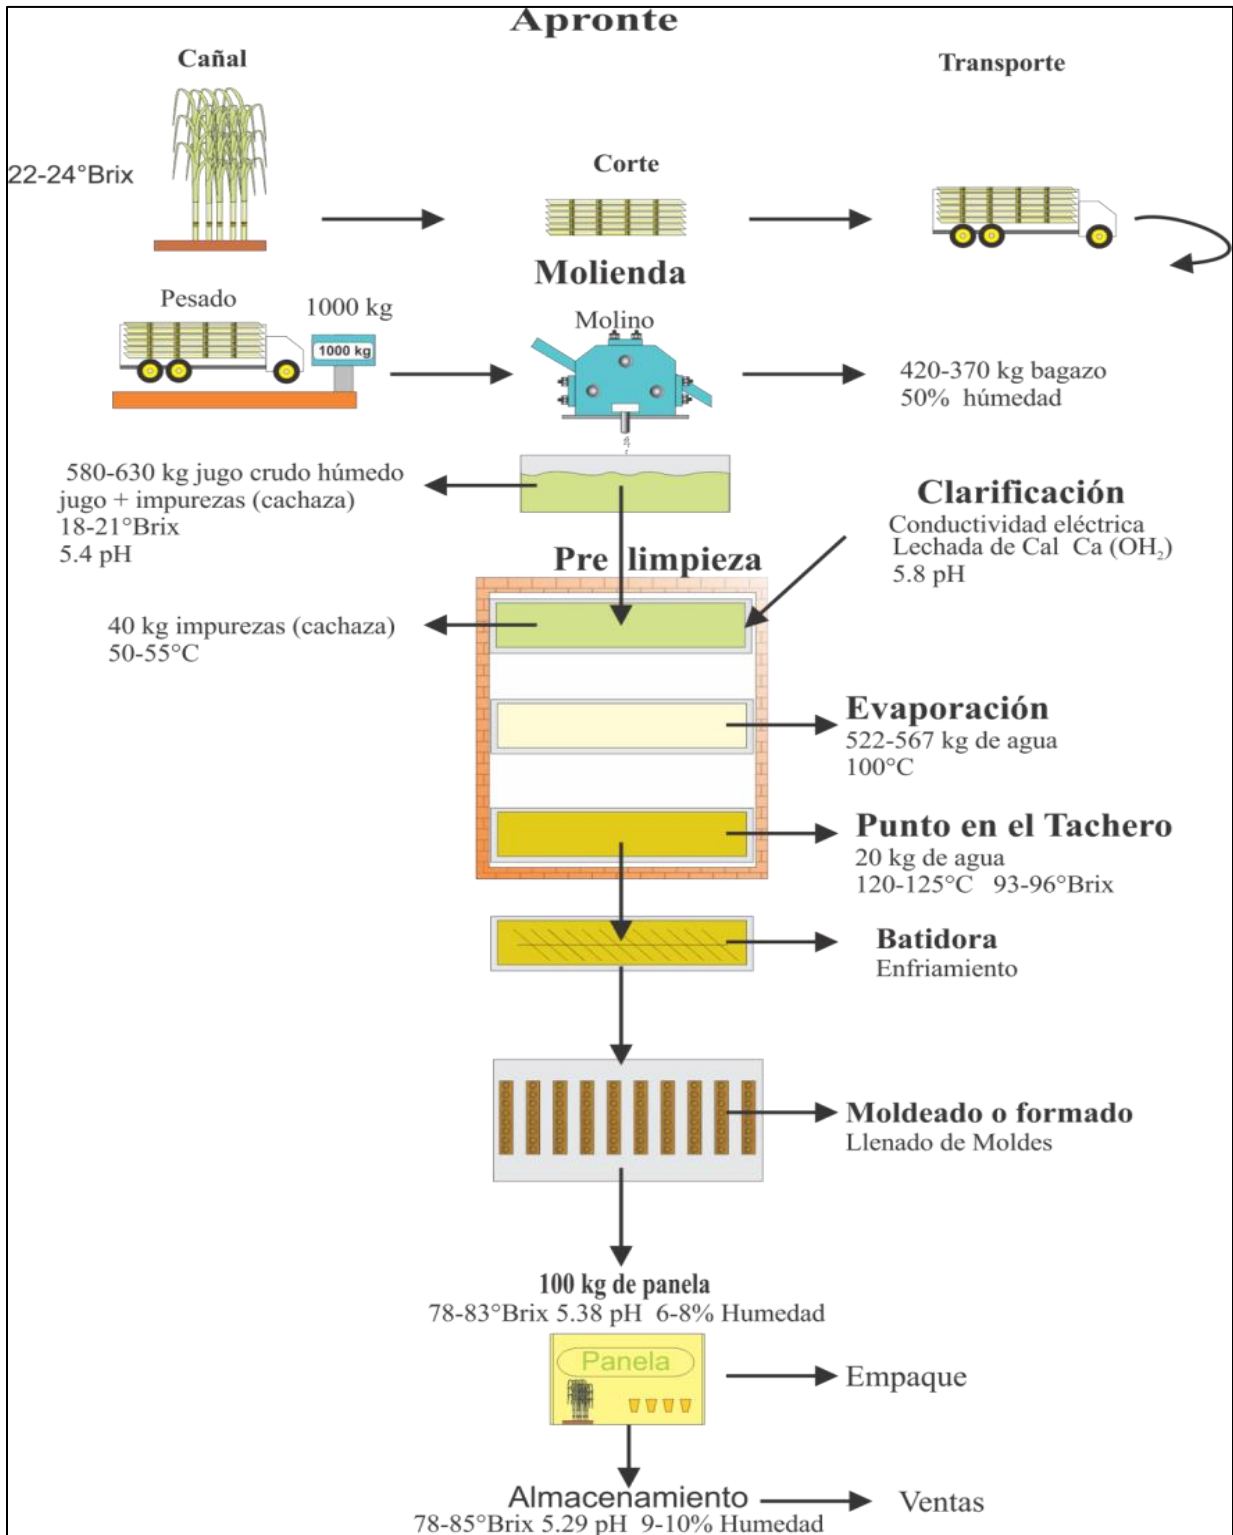 Apronte
Cañal
Transporte
Corte
22-24°Brix
Molienda
Pesado
1000 kg
1000 kg
Molino
420-370 kg bagazo
50% húmedad
580-630 kg jugo crudo húmedo
jugo + impurezas (cachaza)
18-21°Brix
5.4 pH
Clarificación
Conductividad eléctrica
Lechada de Cal Ca (OH₂)
5.8 pH
Pre limpieza
40 kg impurezas (cachaza)
50-55°C
Evaporación
522-567 kg de agua
100°C
Punto en el Tachero
20 kg de agua
120-125°C 93-96°Brix
Batidora
Enfriamiento
Moldeado o formado
Llenado de Moldes
100 kg de panela
78-83°Brix 5.38 pH 6-8% Humedad
Panela
Empaque
Almacenamiento
Ventas
78-85°Brix 5.29 pH 9-10% Humedad